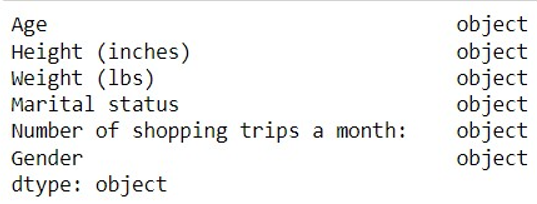 Age object
Height (inches) object
Weight (lbs) object
Marital status object
Number of shopping trips a month: object
Gender object
dtype: object